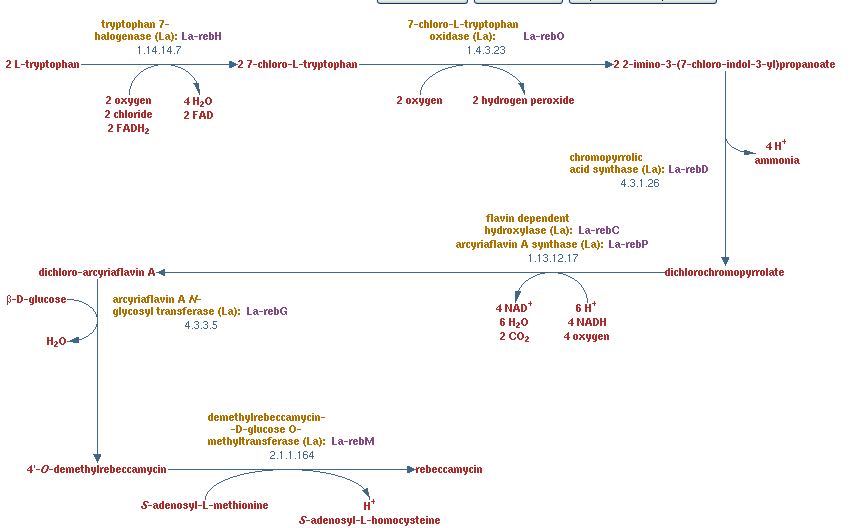 tryptophan 7-
halogenase (La): La-rebH
1.14.14.7
7-chloro-L-tryptophan
oxidase (La): La-rebO
1.4.3.23
2 L-tryptophan
2 7-chloro-L-tryptophan
2 2-imino-3-(7-chloro-indol-3-yl)propanoate
2 oxygen
2 chloride
2 FADH2
4 H2O
2 FAD
2 oxygen
2 hydrogen peroxide
4 H+
ammonia
chromopyrrolic
acid synthase (La): La-rebD
4.3.1.26
flavin dependent
hydroxylase (La): La-rebC
arcyriaflavin A synthase (La): La-rebP
1.13.12.17
dichloro-arcyriaflavin A
dichlorochromopyrrolate
4 NAD+
6 H2O
2 CO2
6 H+
4 NADH
4 oxygen
β-D-glucose
H2O
arcyriaflavin A N-
glycosyl transferase (La): La-rebG
4.3.3.5
demethylrebeccamycin-
-D-glucose O-
methyltransferase (La): La-rebM
2.1.1.164
4'-O-demethylrebeccamycin
rebeccamycin
S-adenosyl-L-methionine
H+
S-adenosyl-L-homocysteine